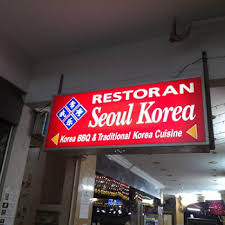 RESTORAN
Seoul Korea
Korea BBQ & Traditional Korea Cuisine